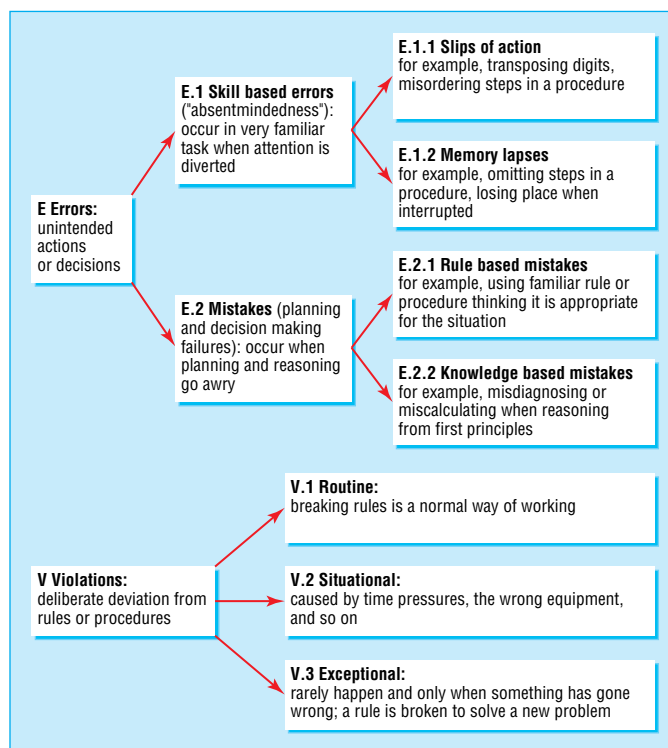 E Errors:
unintended
actions
or decisions
E.1 Skill based errors
("absentmindedness"):
occur in very familiar
task when attention is
diverted
E.1.1 Slips of action
for example, transposing digits,
misordering steps in a procedure
E.1.2 Memory lapses
for example, omitting steps in a
procedure, losing place when
interrupted
E.2 Mistakes (planning
and decision making
failures): occur when
planning and reasoning
go awry
E.2.1 Rule based mistakes
for example, using familiar rule or
procedure thinking it is appropriate
for the situation
E.2.2 Knowledge based mistakes
for example, misdiagnosing or
miscalculating when reasoning
from first principles
V Violations:
deliberate deviation from
rules or procedures
V.1 Routine:
breaking rules is a normal way of working
V.2 Situational:
caused by time pressures, the wrong equipment,
and so on
V.3 Exceptional:
rarely happen and only when something has gone
wrong; a rule is broken to solve a new problem